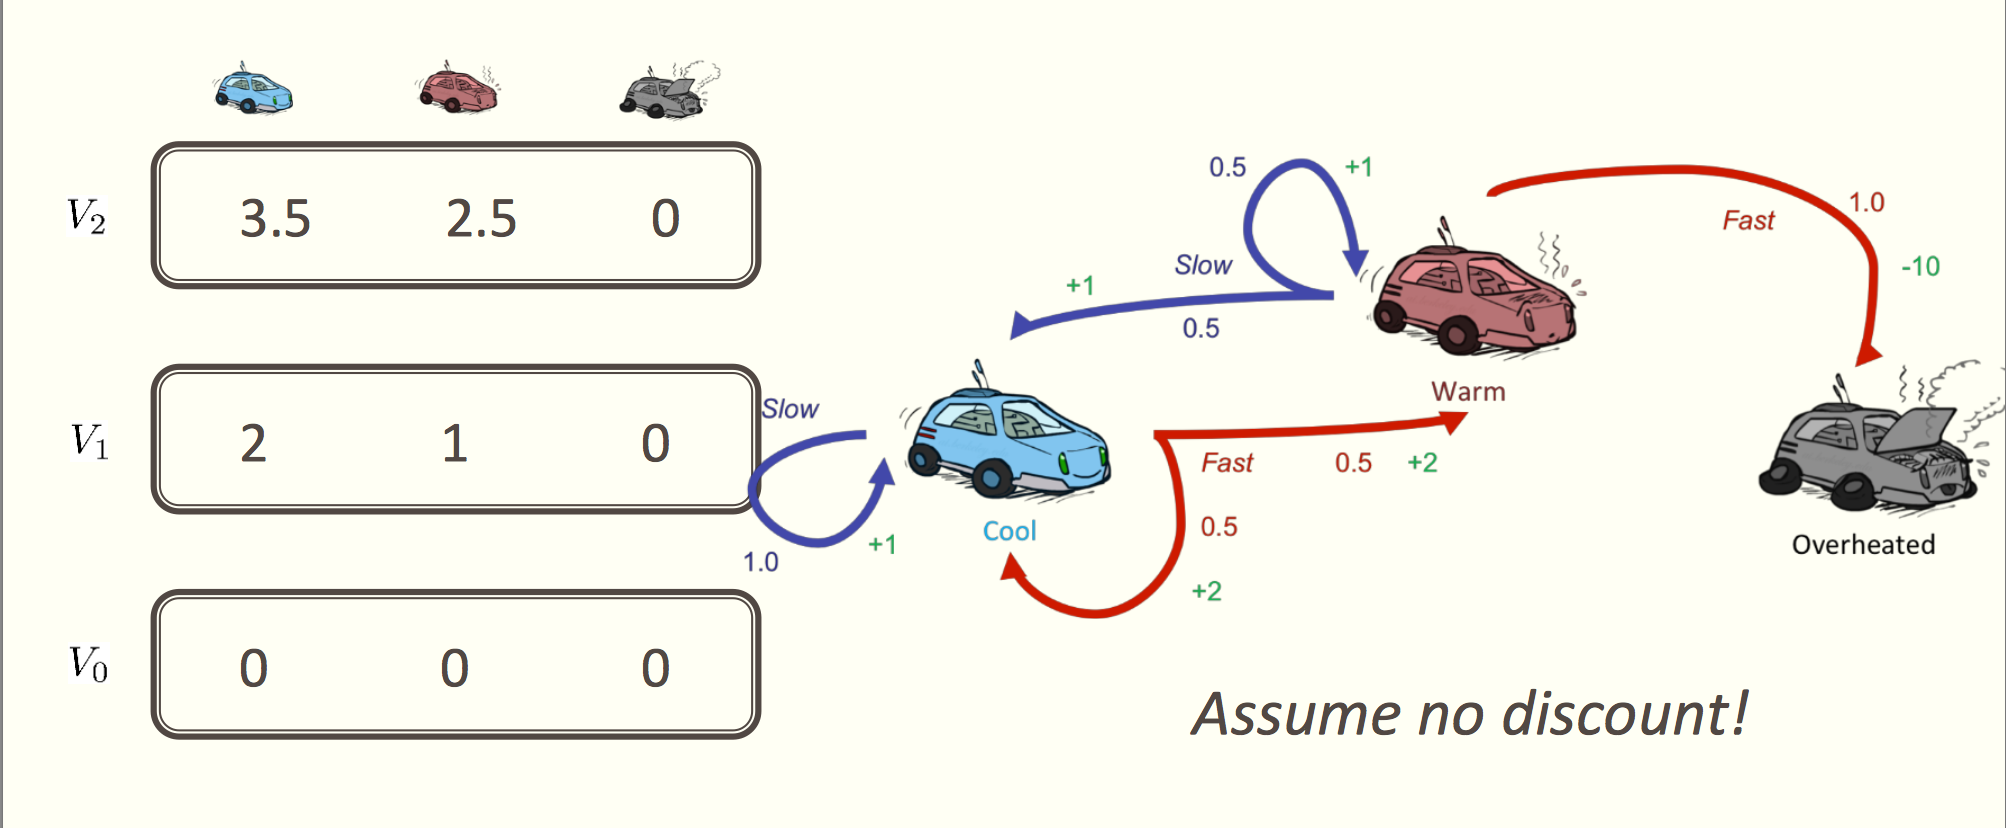 V₂ 3.5 2.5 0
V₁ 2 1 0
V₀ 0 0 0
0.5 +1
Slow
+1
0.5
Fast
1.0
-10
Warm
Slow
1.0 +1
Cool
Fast 0.5 +2
0.5
+2
Overheated
Assume no discount!